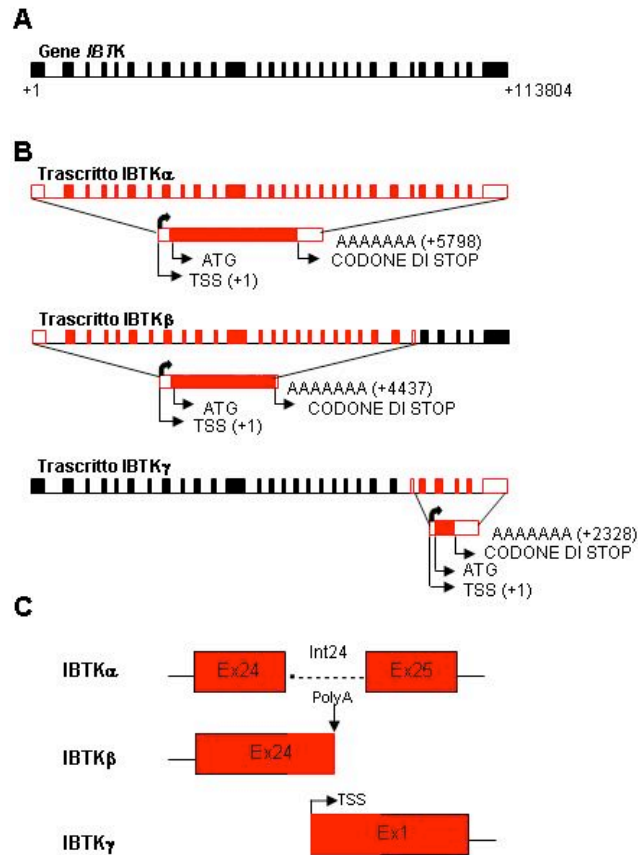 A
Gene IBTK
+1
+113804
B
Trascritto IBTKα
AAAAAAA (+5798)
ATG
CODONE DI STOP
TSS (+1)
Trascritto IBTKβ
AAAAAAA (+4437)
ATG
CODONE DI STOP
TSS (+1)
Trascritto IBTKγ
AAAAAAA (+2328)
CODONE DI STOP
ATG
TSS (+1)
C
Int24
IBTKα
Ex24
Ex25
PolyA
IBTKβ
Ex24
TSS
IBTKγ
Ex1